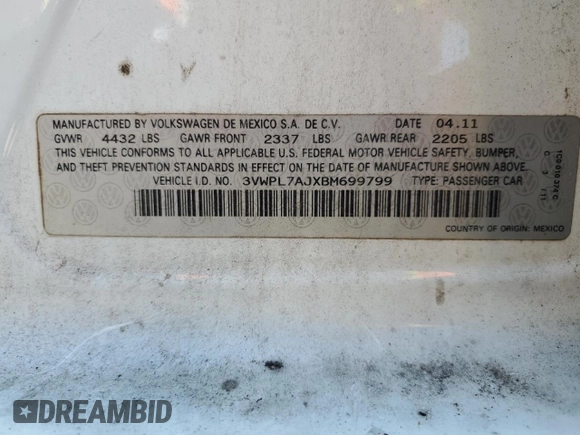 MANUFACTURED BY VOLKSWAGEN DE MEXICO S.A. DE C.V. DATE 04.11
GVWR 4432 LBS GAWR FRONT 2337 LBS GAWR REAR 2205 LBS
THIS VEHICLE CONFORMS TO ALL APPLICABLE U.S. FEDERAL MOTOR VEHICLE SAFETY, BUMPER,
AND THEFT PREVENTION STANDARDS IN EFFECT ON THE DATE OF MANUFACTURE SHOWN ABOVE.
VEHICLE I.D. NO. 3VWPL7AJXBM699799 TYPE: PASSENGER CAR
COUNTRY OF ORIGIN: MEXICO
DREAMBID